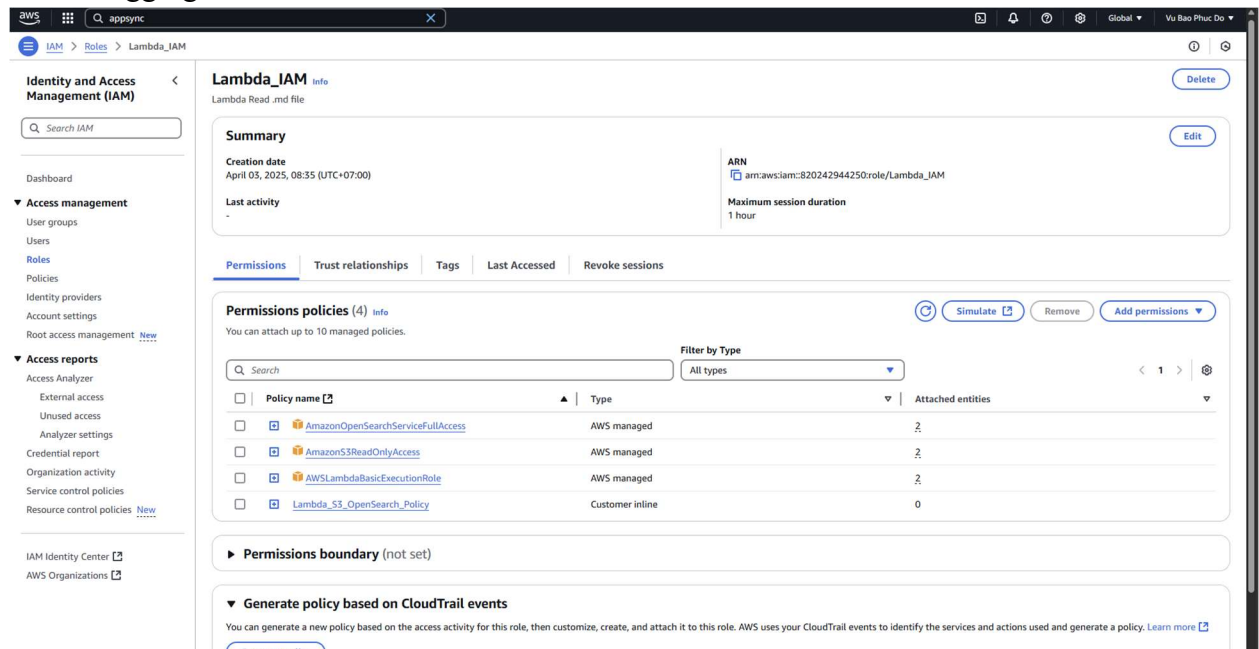 aws appsync Global Vu Bao Phuc Do
IAM > Roles > Lambda_IAM
Identity and Access Management (IAM)
Search IAM
Dashboard
Access management
User groups
Users
Roles
Policies
Identity providers
Account settings
Root access management New
Access reports
Access Analyzer
External access
Unused access
Analyzer settings
Credential report
Organization activity
Service control policies
Resource control policies New
IAM Identity Center
AWS Organizations
Lambda_IAM Info Delete
Lambda Read .md file
Summary Edit
Creation date
April 03, 2025, 08:35 (UTC+07:00)
ARN
arn:aws:iam::820242944250:role/Lambda_IAM
Last activity
-
Maximum session duration
1 hour
Permissions Trust relationships Tags Last Accessed Revoke sessions
Permissions policies (4) Info Simulate Remove Add permissions
You can attach up to 10 managed policies.
Filter by Type
Search All types 1
Policy name Type Attached entities
AmazonOpenSearchServiceFullAccess AWS managed 2
AmazonS3ReadOnlyAccess AWS managed 2
AWSLambdaBasicExecutionRole AWS managed 2
Lambda_S3_OpenSearch_Policy Customer inline 0
Permissions boundary (not set)
Generate policy based on CloudTrail events
You can generate a new policy based on the access activity for this role, then customize, create, and attach it to this role. AWS uses your CloudTrail events to identify the services and actions used and generate a policy. Learn more